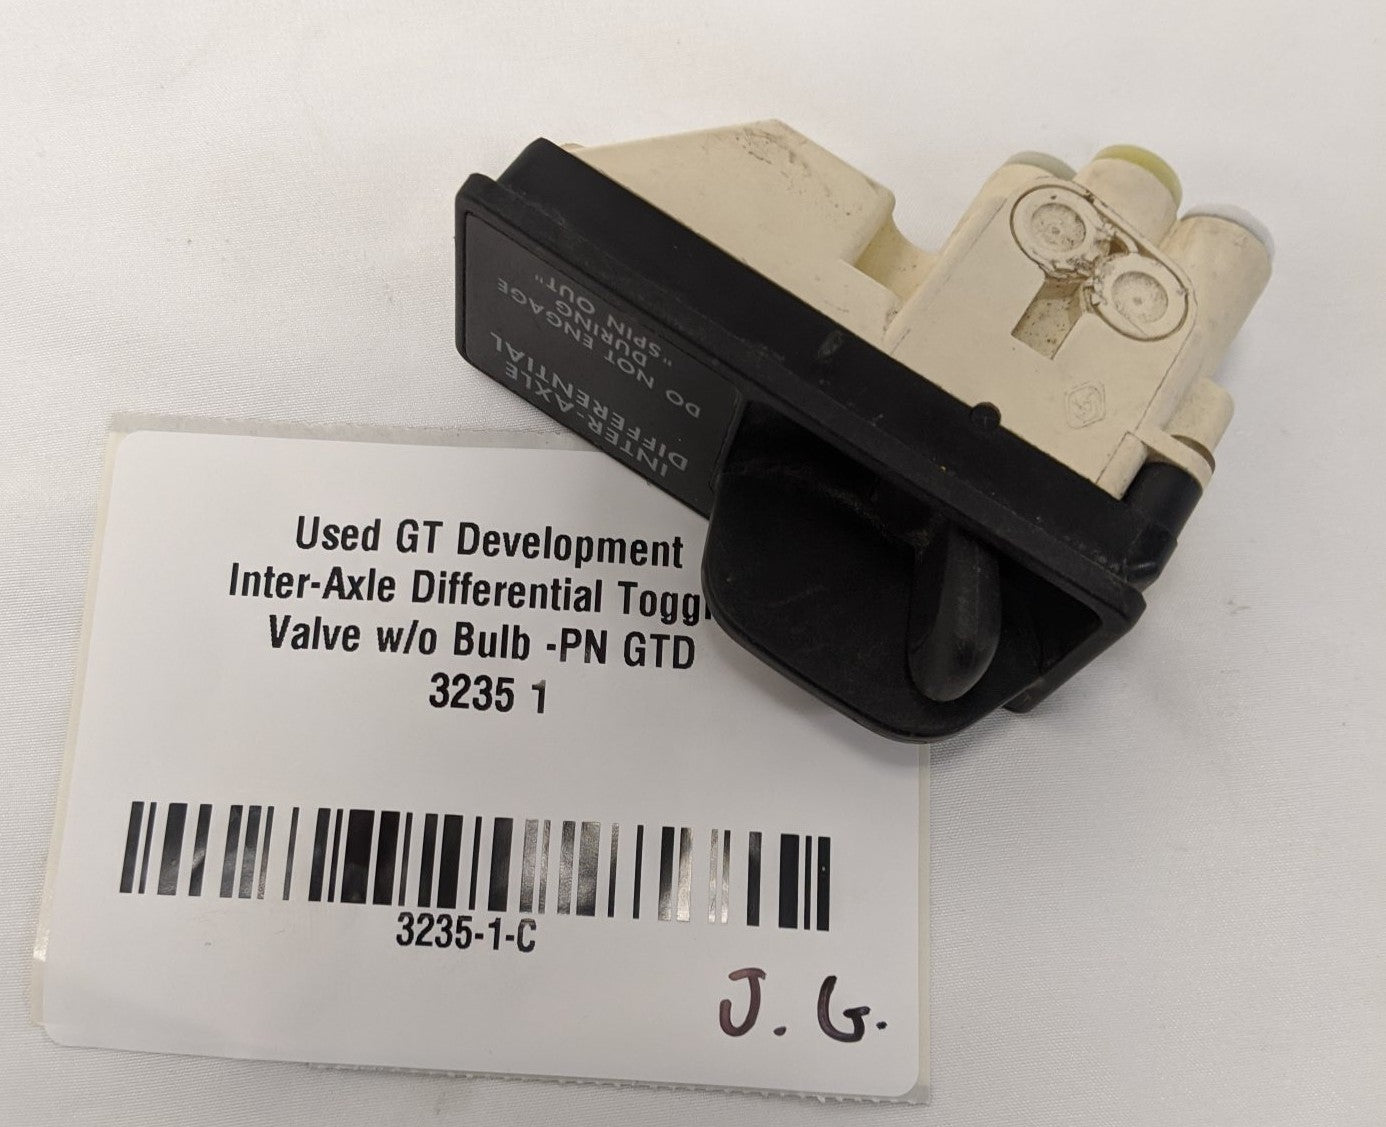 INTER-AXLE
DIFFERENTIAL
DO NOT ENGAGE
"DURING
"SPIN OUT"
Used GT Development
Inter-Axle Differential Toggl
Valve w/o Bulb -PN GTD
3235 1
3235-1-C
J. G.